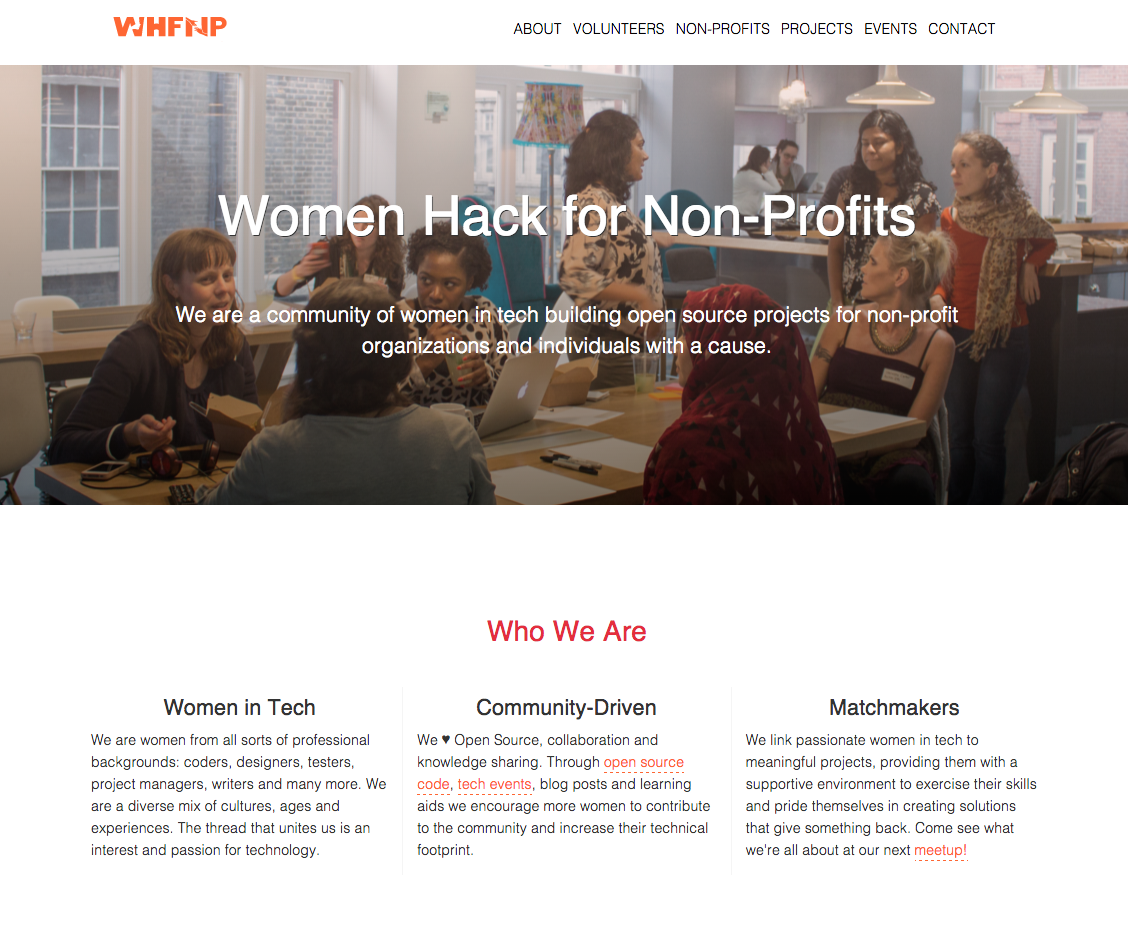 WHFNP
ABOUT VOLUNTEERS NON-PROFITS PROJECTS EVENTS CONTACT
Women Hack for Non-Profits
We are a community of women in tech building open source projects for non-profit
organizations and individuals with a cause.
Who We Are
Women in Tech
We are women from all sorts of professional
backgrounds: coders, designers, testers,
project managers, writers and many more. We
are a diverse mix of cultures, ages and
experiences. The thread that unites us is an
interest and passion for technology.
Community-Driven
We ♥ Open Source, collaboration and
knowledge sharing. Through open source
code, tech events, blog posts and learning
aids we encourage more women to contribute
to the community and increase their technical
footprint.
Matchmakers
We link passionate women in tech to
meaningful projects, providing them with a
supportive environment to exercise their skills
and pride themselves in creating solutions
that give something back. Come see what
we're all about at our next meetup!